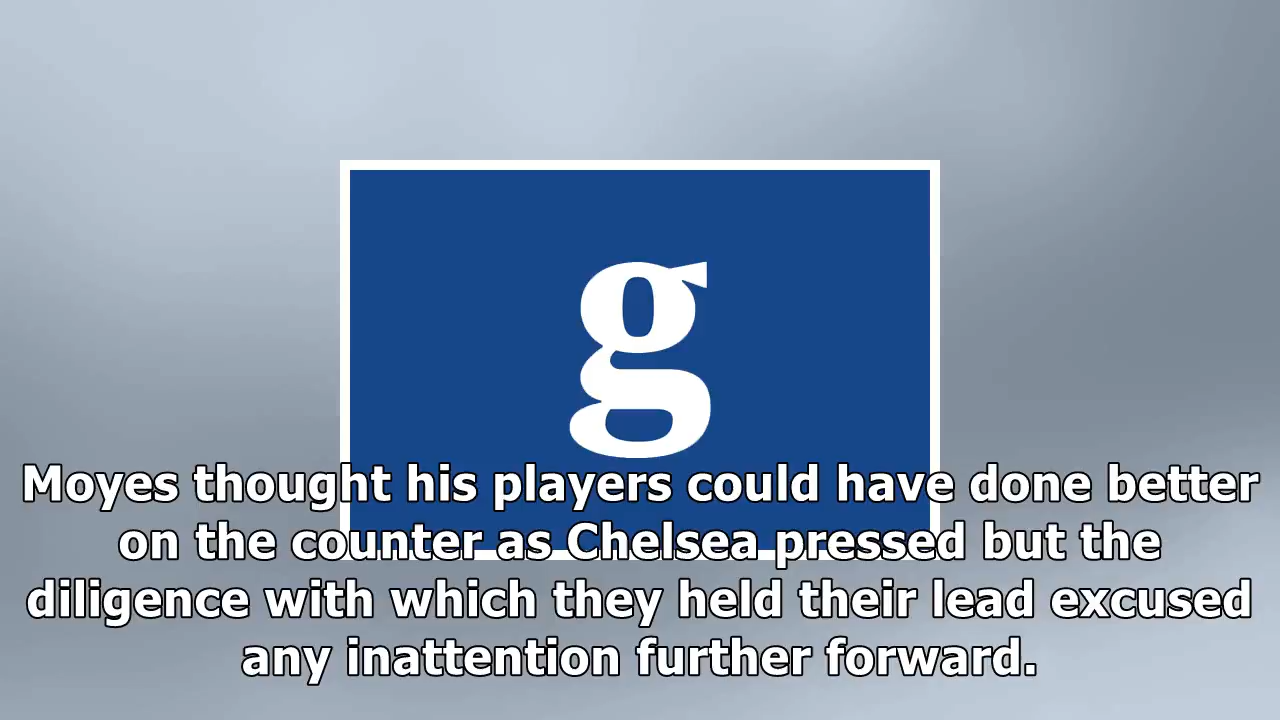 g
Moyes thought his players could have done better
on the counter as Chelsea pressed but the
diligence with which they held their lead excused
any inattention further forward.